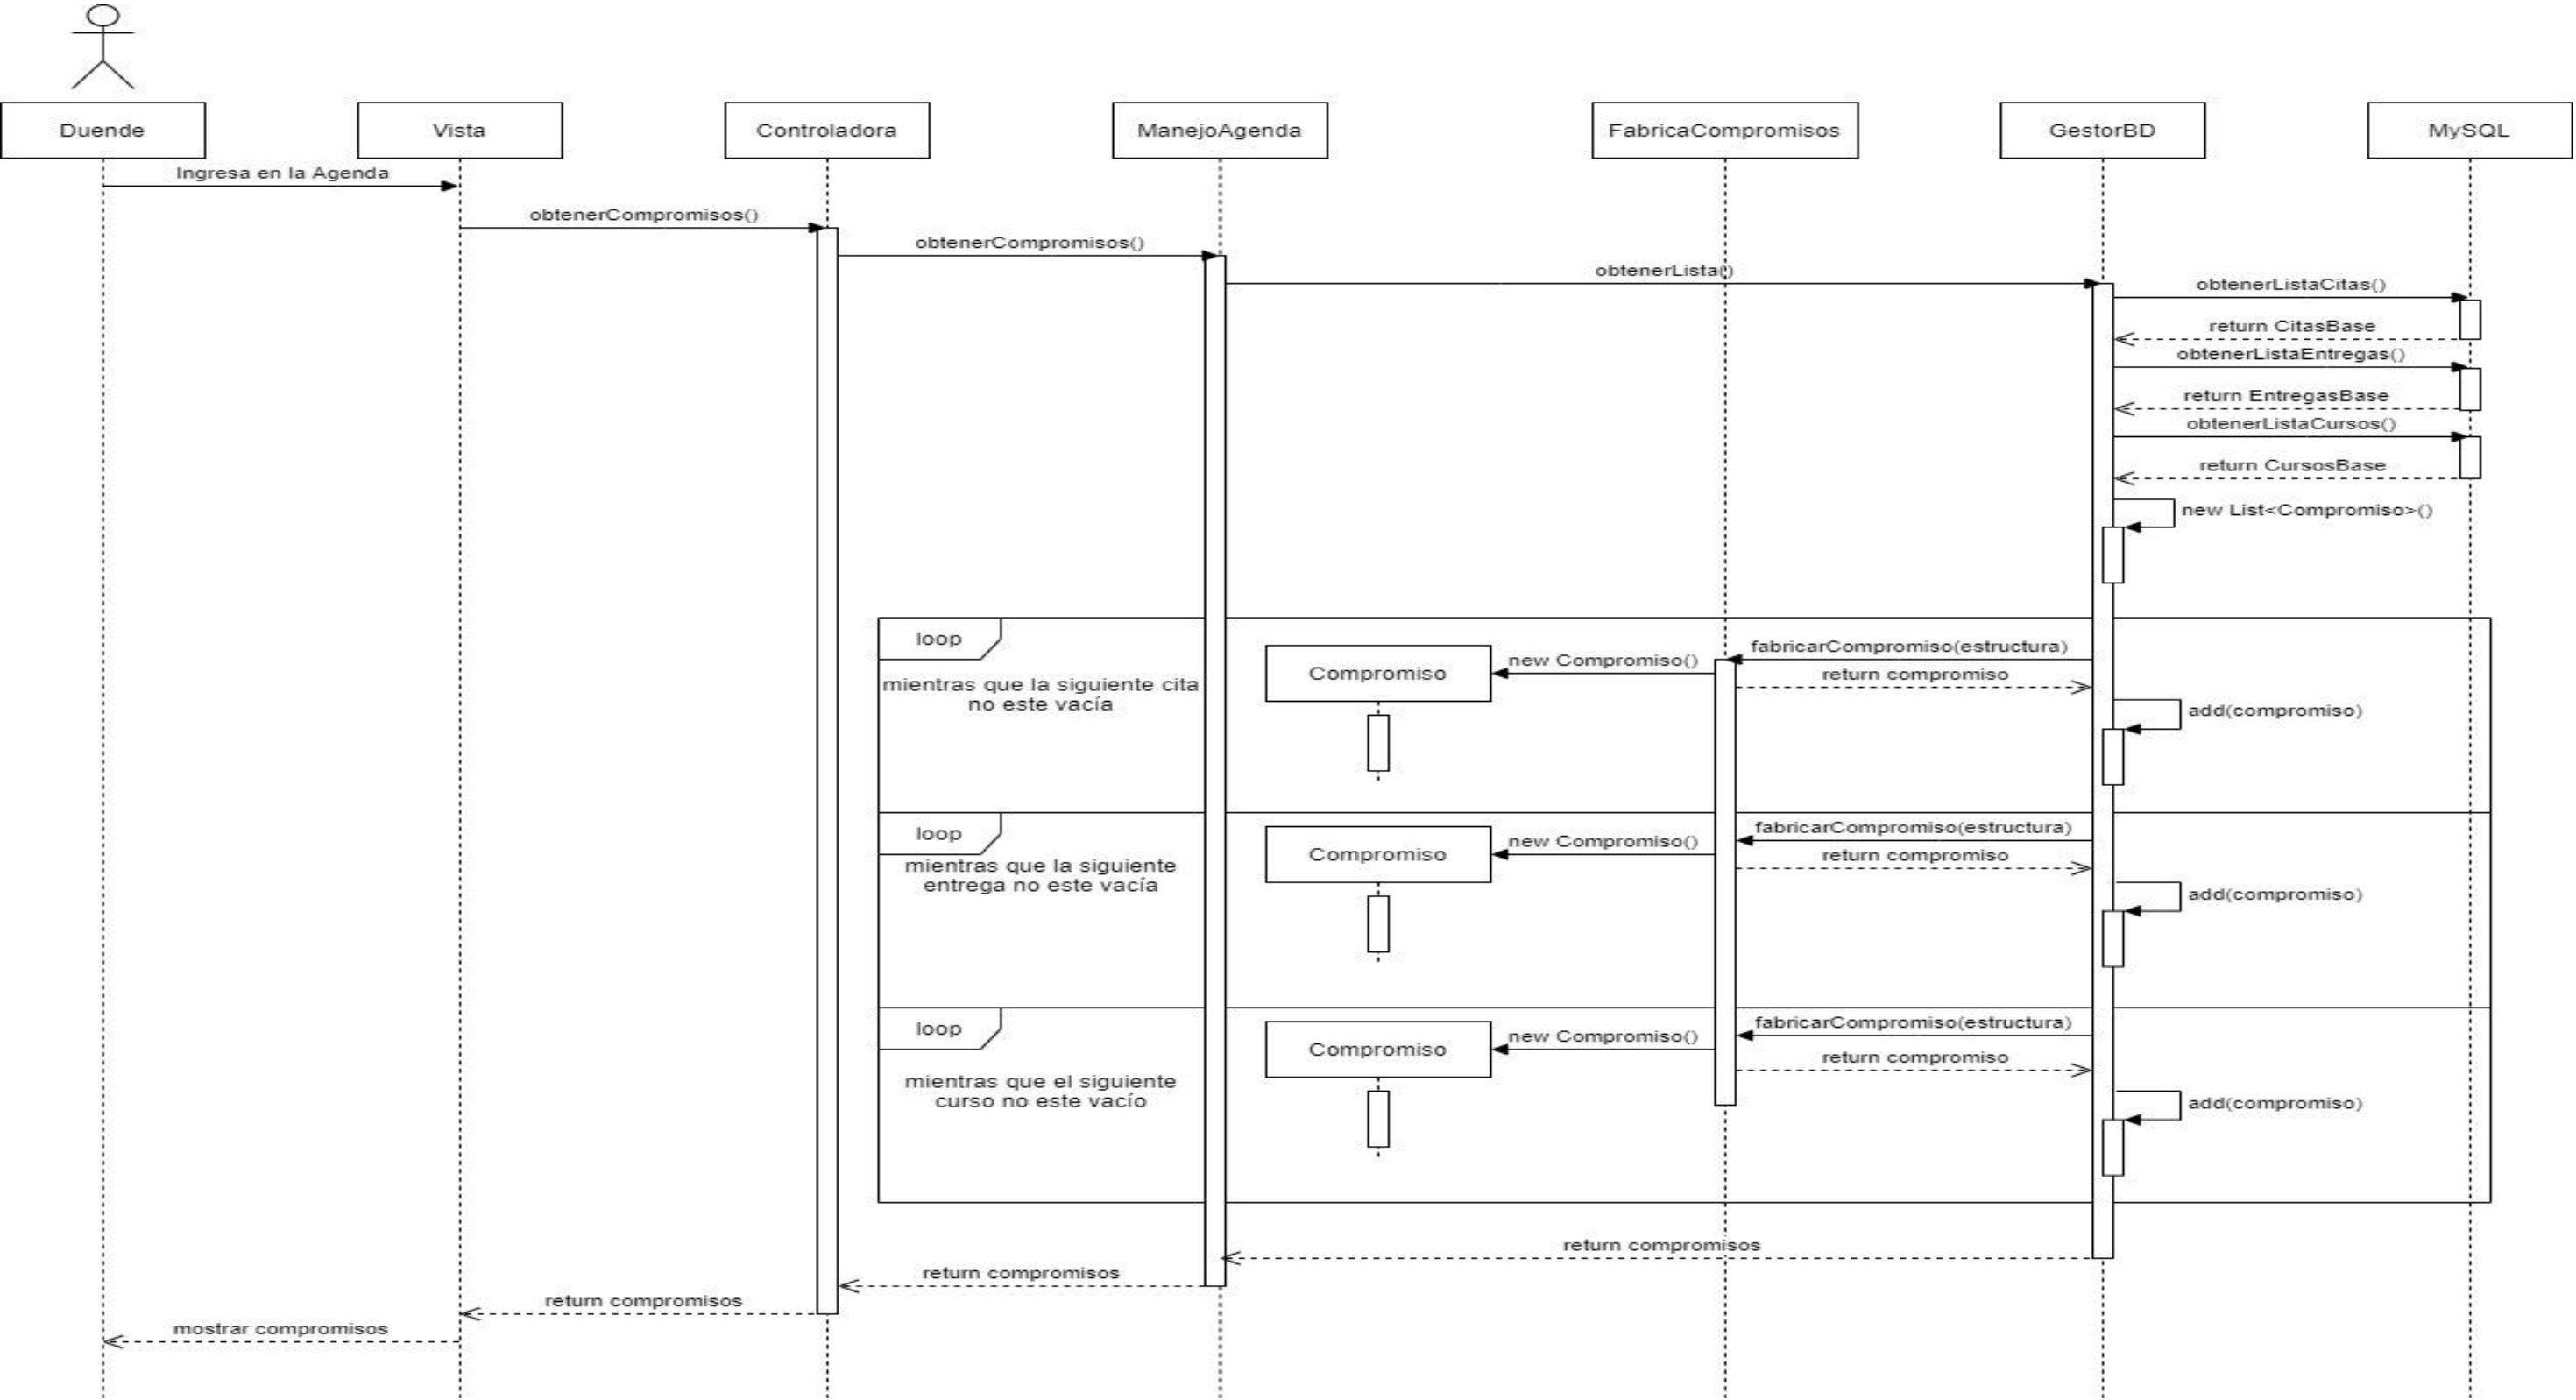 Duende
Vista
Controladora
ManejoAgenda
FabricaCompromisos
GestorBD
MySQL
Ingresa en la Agenda
obtenerCompromisos()
obtenerCompromisos()
obtenerLista()
obtenerListaCitas()
return CitasBase
obtenerListaEntregas()
return EntregasBase
obtenerListaCursos()
return CursosBase
new List<Compromiso>()
loop
mientras que la siguiente cita
no este vacía
Compromiso
new Compromiso()
fabricarCompromiso(estructura)
return compromiso
add(compromiso)
loop
mientras que la siguiente
entrega no este vacía
Compromiso
new Compromiso()
fabricarCompromiso(estructura)
return compromiso
add(compromiso)
loop
mientras que el siguiente
curso no este vacío
Compromiso
new Compromiso()
fabricarCompromiso(estructura)
return compromiso
add(compromiso)
return compromisos
return compromisos
return compromisos
mostrar compromisos